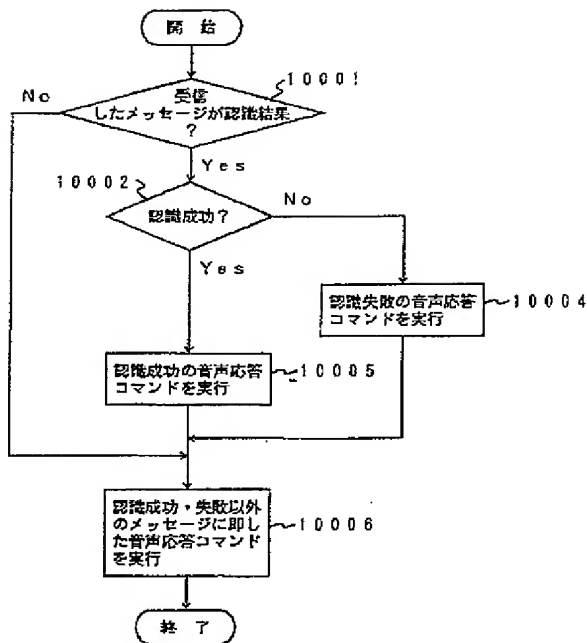 開 始
10001
No
受信
したメッセージが認識結果
?
Yes
10002
認識成功?
No
Yes
認識失敗の音声応答
コマンドを実行
10004
認識成功の音声応答
コマンドを実行
10005
認識成功・失敗以外
のメッセージに即し
た音声応答コマンド
を実行
10006
終 了